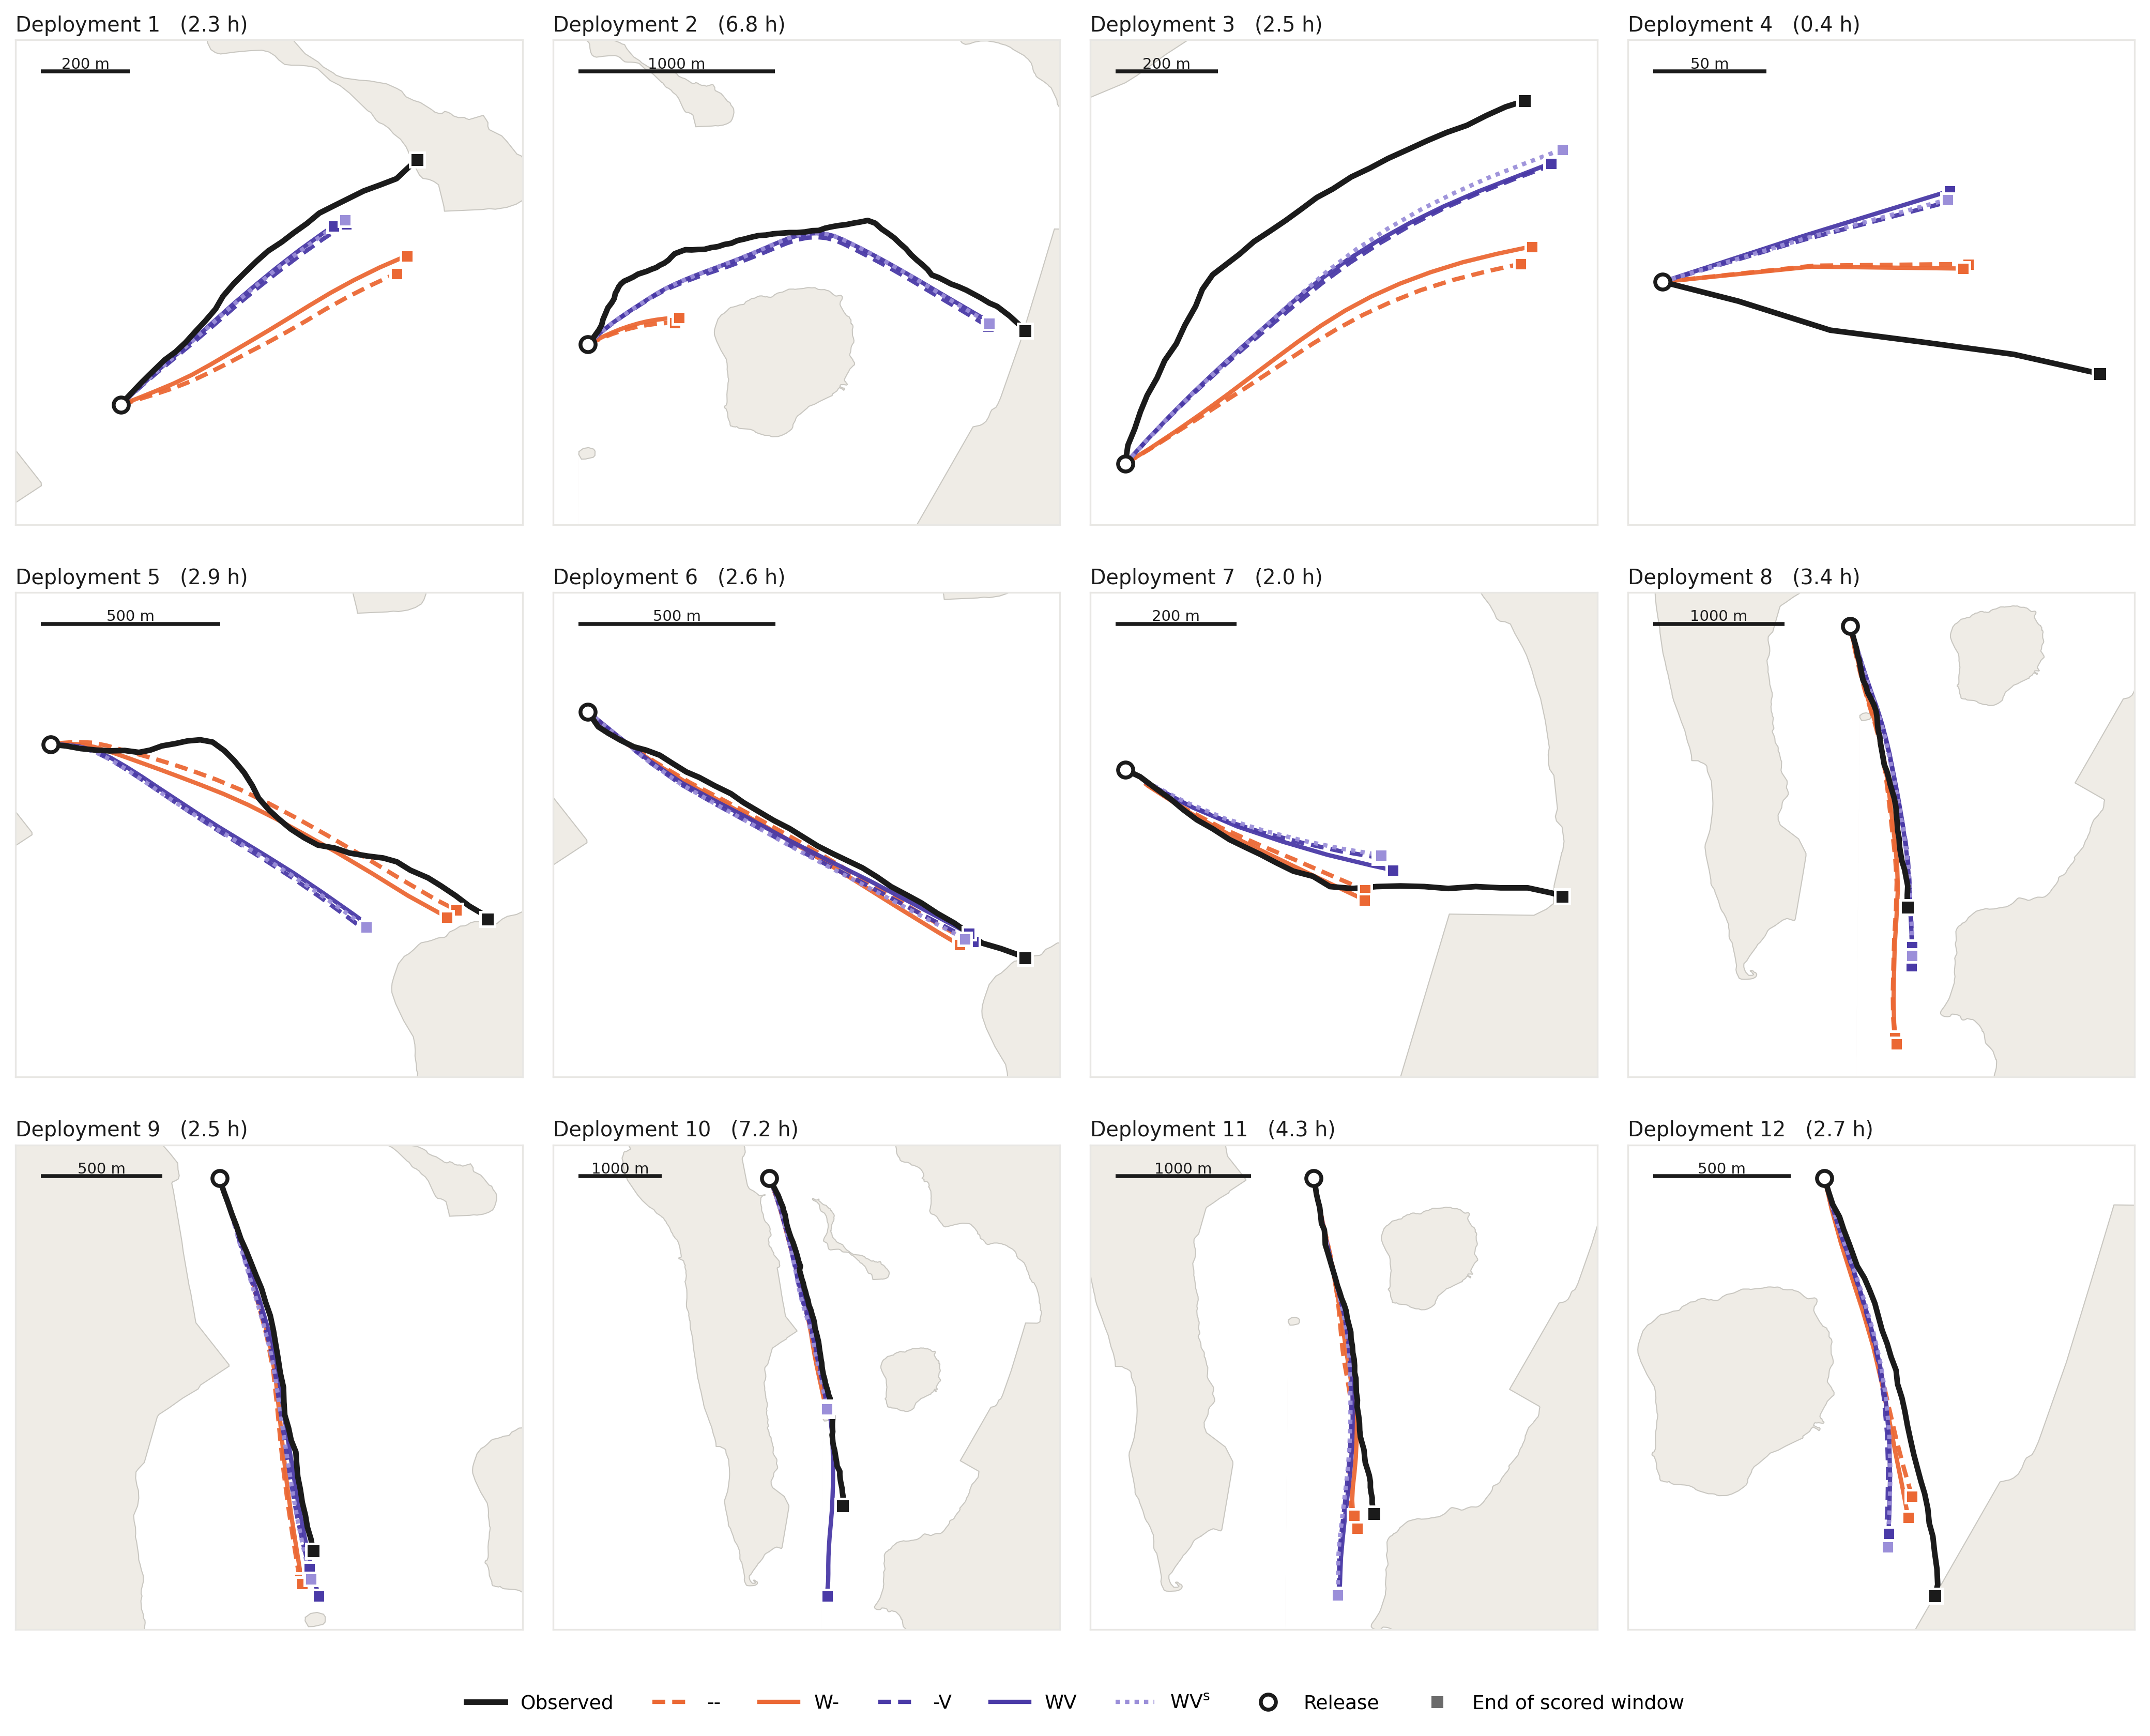 Deployment 1 (2.3 h)
200 m
Deployment 2 (6.8 h)
1000 m
Deployment 3 (2.5 h)
200 m
Deployment 4 (0.4 h)
50 m
Deployment 5 (2.9 h)
500 m
Deployment 6 (2.6 h)
500 m
Deployment 7 (2.0 h)
200 m
Deployment 8 (3.4 h)
1000 m
Deployment 9 (2.5 h)
500 m
Deployment 10 (7.2 h)
1000 m
Deployment 11 (4.3 h)
1000 m
Deployment 12 (2.7 h)
500 m
Observed -- W- -V WV WVˢ Release End of scored window